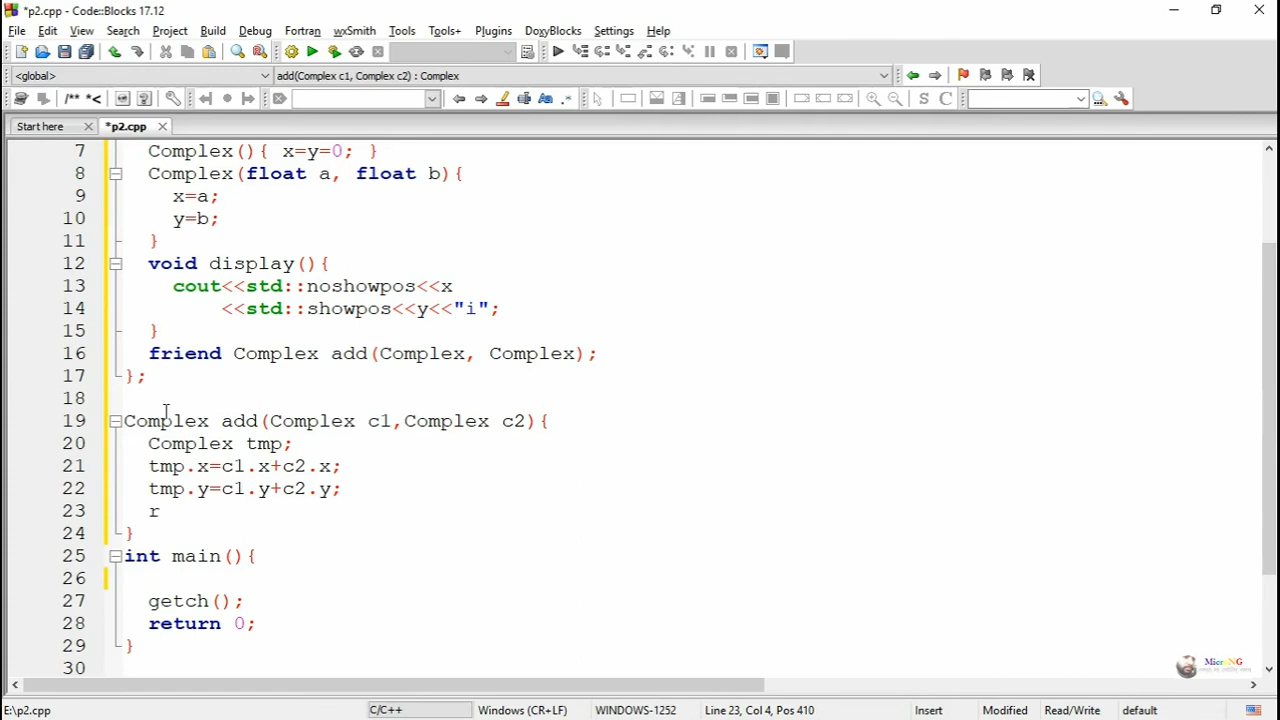 *p2.cpp - Code::Blocks 17.12
File Edit View Search Project Build Debug Fortran wxSmith Tools Tools+ Plugins DoxyBlocks Settings Help
<global> add(Complex c1, Complex c2) : Complex
/** *< Aa .* S C
Start here *p2.cpp
7 Complex(){ x=y=0; }
8 Complex(float a, float b){
9 x=a;
10 y=b;
11 }
12 void display(){
13 cout<<std::noshowpos<<x
14 <<std::showpos<<y<<"i";
15 }
16 friend Complex add(Complex, Complex);
17 };
18
19 Complex add(Complex c1,Complex c2){
20 Complex tmp;
21 tmp.x=c1.x+c2.x;
22 tmp.y=c1.y+c2.y;
23 r
24 }
25 int main(){
26
27 getch();
28 return 0;
29 }
30
MicroNG
E:\p2.cpp C/C++ Windows (CR+LF) WINDOWS-1252 Line 23, Col 4, Pos 410 Insert Modified Read/Write default